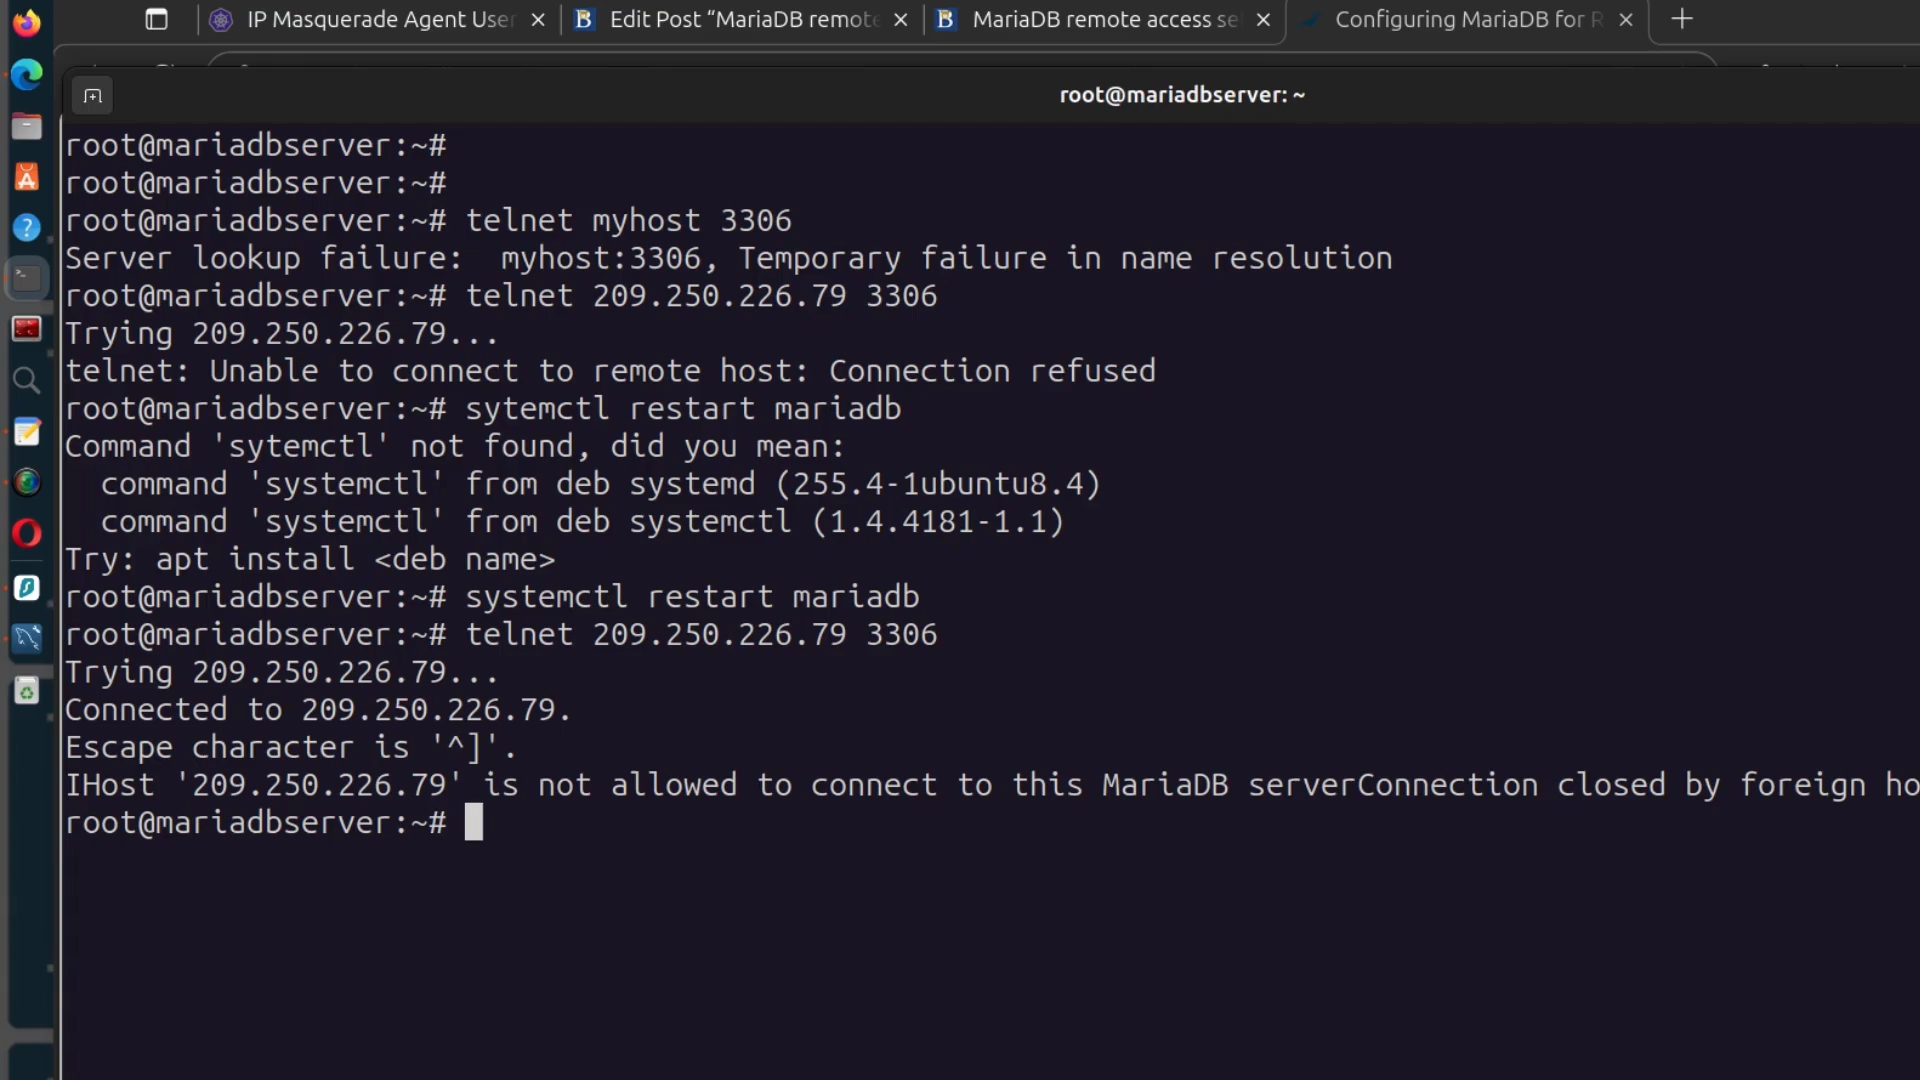 IP Masquerade Agent User
Edit Post “MariaDB remote
MariaDB remote access se
Configuring MariaDB for R
root@mariadbserver: ~
root@mariadbserver:~#
root@mariadbserver:~#
root@mariadbserver:~# telnet myhost 3306
Server lookup failure:  myhost:3306, Temporary failure in name resolution
root@mariadbserver:~# telnet 209.250.226.79 3306
Trying 209.250.226.79...
telnet: Unable to connect to remote host: Connection refused
root@mariadbserver:~# sytemctl restart mariadb
Command 'sytemctl' not found, did you mean:
  command 'systemctl' from deb systemd (255.4-1ubuntu8.4)
  command 'systemctl' from deb systemctl (1.4.4181-1.1)
Try: apt install <deb name>
root@mariadbserver:~# systemctl restart mariadb
root@mariadbserver:~# telnet 209.250.226.79 3306
Trying 209.250.226.79...
Connected to 209.250.226.79.
Escape character is '^]'.
IHost '209.250.226.79' is not allowed to connect to this MariaDB serverConnection closed by foreign ho
root@mariadbserver:~#